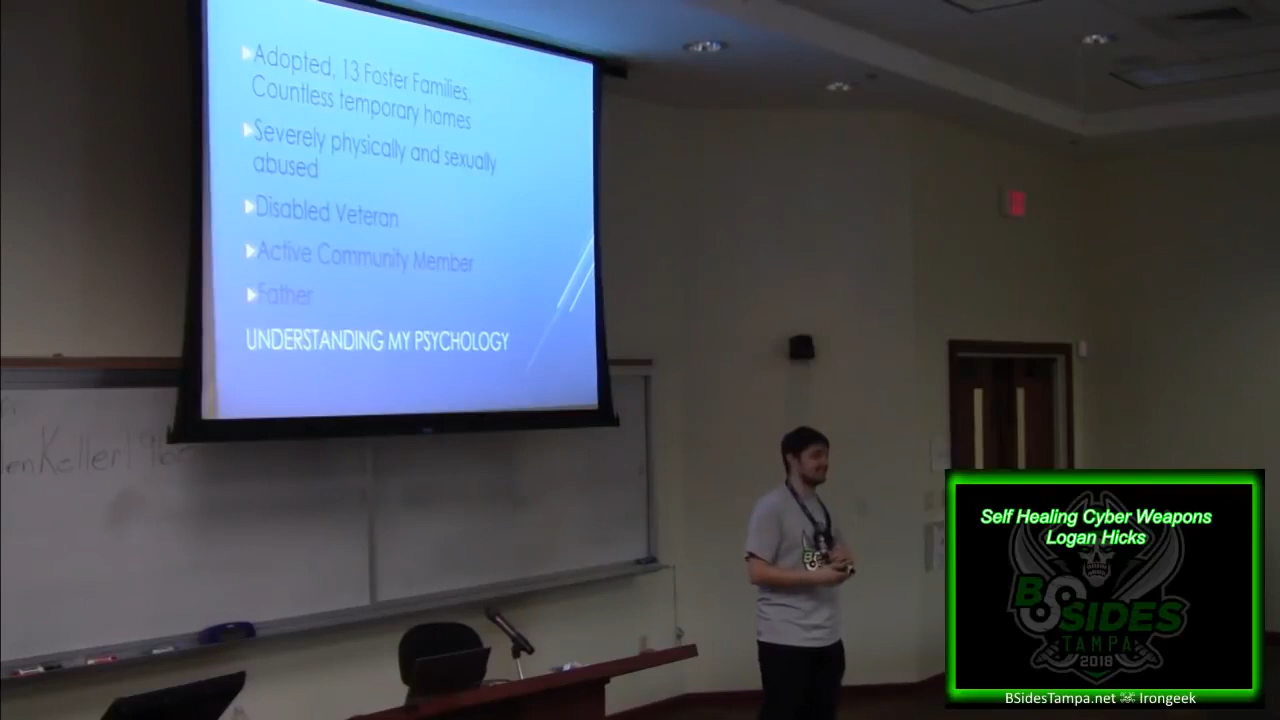 Adopted, 13 Foster Families,
Countless temporary homes
Severely physically and sexually
abused
Disabled Veteran
Active Community Member
Father
UNDERSTANDING MY PSYCHOLOGY
Self Healing Cyber Weapons
Logan Hicks
B SIDES
TAMPA
2018
BSidesTampa.net Irongeek